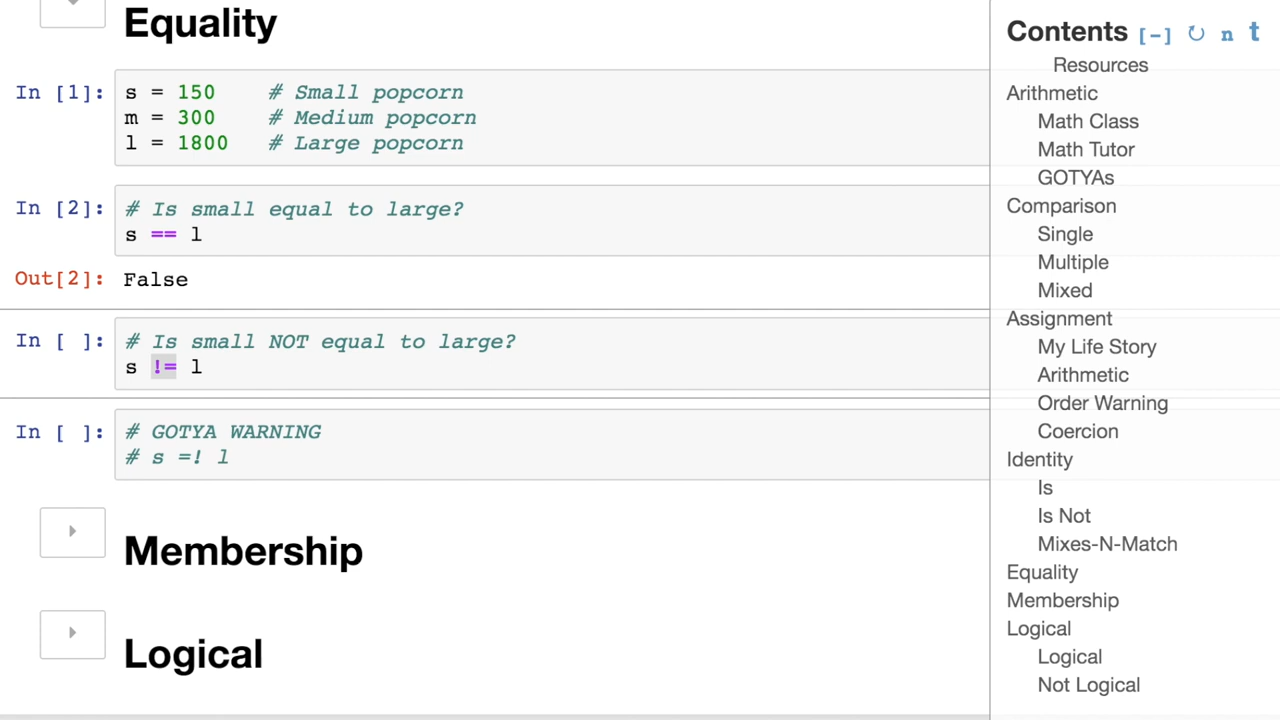 Equality
In [1]:
s = 150    # Small popcorn
m = 300    # Medium popcorn
l = 1800   # Large popcorn
In [2]:
# Is small equal to large?
s == l
Out[2]: False
In [ ]:
# Is small NOT equal to large?
s != l
In [ ]:
# GOTYA WARNING
# s =! l
Membership
Logical
Contents [-] ↻ n t
Resources
Arithmetic
Math Class
Math Tutor
GOTYAs
Comparison
Single
Multiple
Mixed
Assignment
My Life Story
Arithmetic
Order Warning
Coercion
Identity
Is
Is Not
Mixes-N-Match
Equality
Membership
Logical
Logical
Not Logical